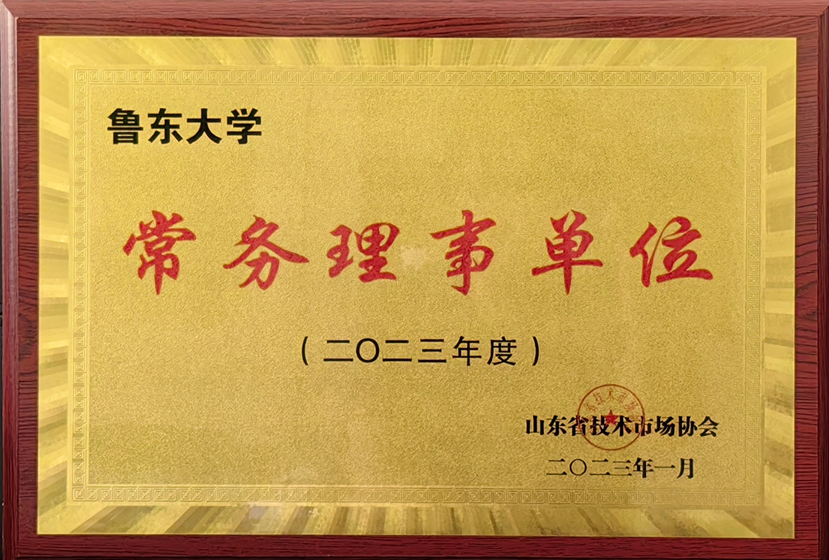 鲁东大学
常务理事单位
(二〇二三年度)
山东省技术市场协会
二〇二三年一月